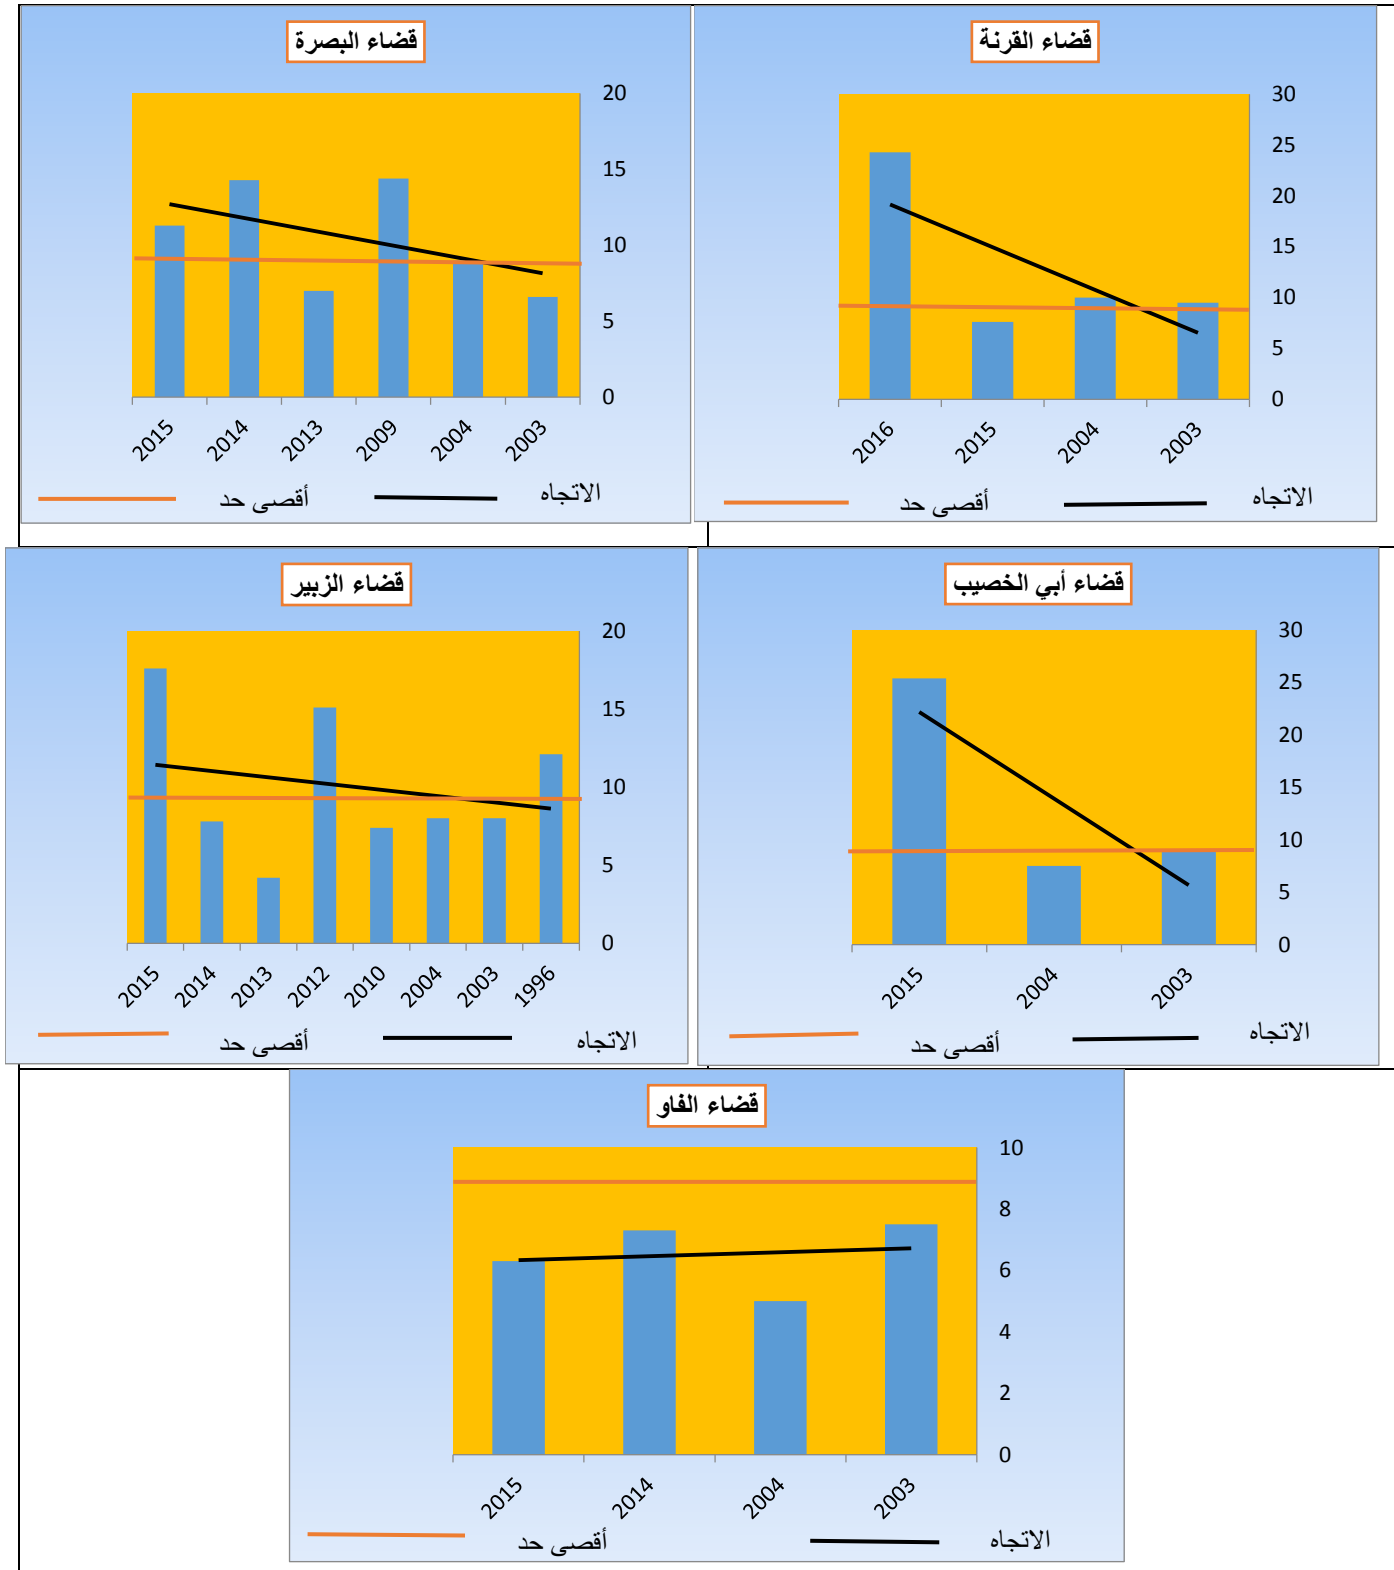 قضاء البصرة
20
15
10
5
0
2015 2014 2013 2009 2004 2003
الاتجاه أقصى حد
قضاء القرنة
30
25
20
15
10
5
0
2016 2015 2004 2003
الاتجاه أقصى حد
قضاء الزبير
20
15
10
5
0
2015 2014 2013 2012 2010 2004 2003 1996
الاتجاه أقصى حد
قضاء أبي الخصيب
30
25
20
15
10
5
0
2015 2004 2003
الاتجاه أقصى حد
قضاء الفاو
10
8
6
4
2
0
2015 2014 2004 2003
الاتجاه أقصى حد